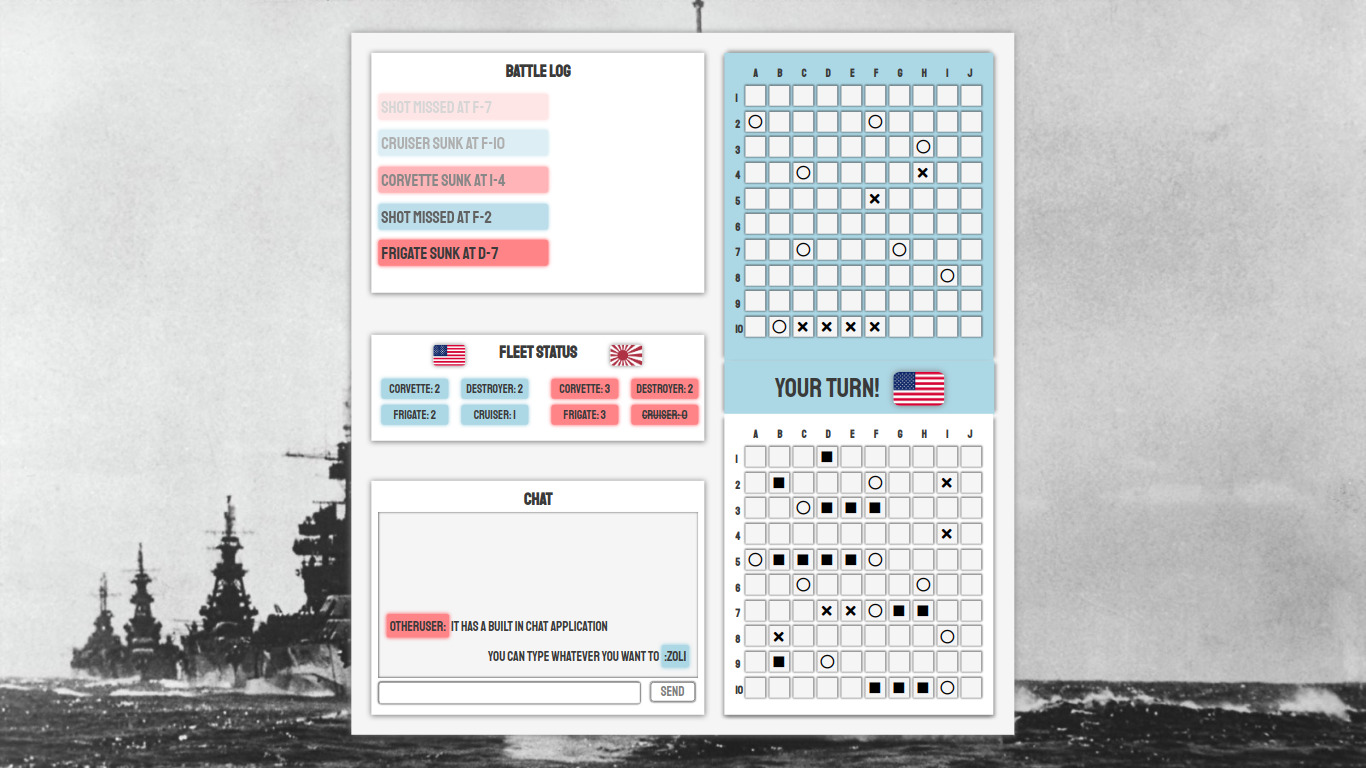 BATTLE LOG
SHOT MISSED AT F-7
CRUISER SUNK AT F-10
CORVETTE SUNK AT I-4
SHOT MISSED AT F-2
FRIGATE SUNK AT D-7
FLEET STATUS
CORVETTE: 2 DESTROYER: 2 CORVETTE: 3 DESTROYER: 2
FRIGATE: 2 CRUISER: 1 FRIGATE: 3 CRUISER: 0
CHAT
OTHERUSER: IT HAS A BUILT IN CHAT APPLICATION
YOU CAN TYPE WHATEVER YOU WANT TO :ZOLI
SEND
A B C D E F G H I J
1
2
3
4
5
6
7
8
9
10
YOUR TURN!
A B C D E F G H I J
1
2
3
4
5
6
7
8
9
10